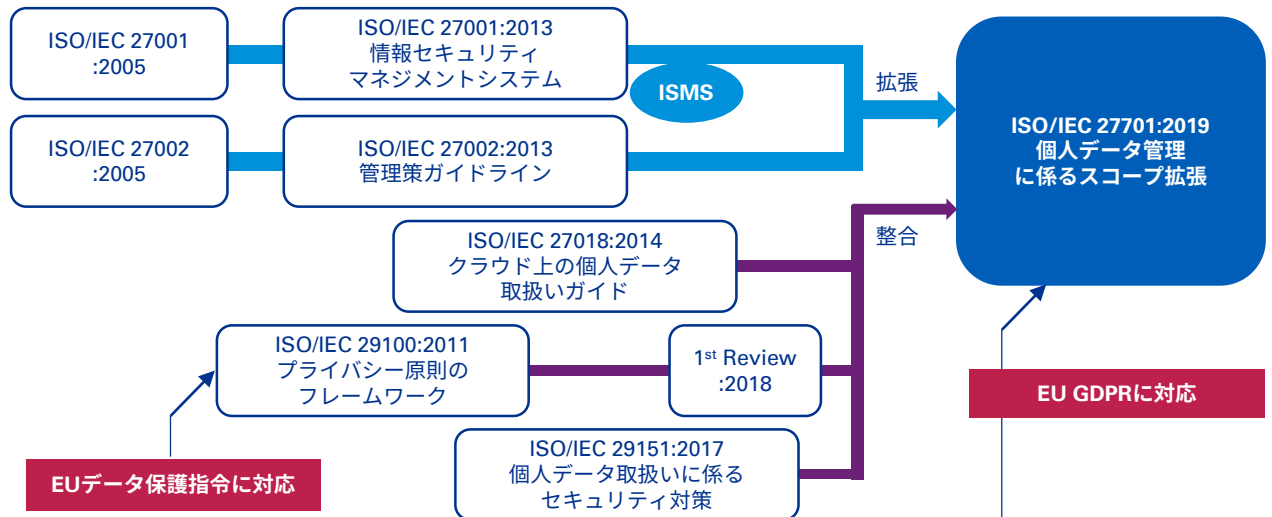 ISO/IEC 27001
:2005
ISO/IEC 27001:2013
情報セキュリティ
マネジメントシステム
ISMS
拡張
ISO/IEC 27701:2019
個人データ管理
に係るスコープ拡張
ISO/IEC 27002
:2005
ISO/IEC 27002:2013
管理策ガイドライン
整合
ISO/IEC 27018:2014
クラウド上の個人データ
取扱いガイド
ISO/IEC 29100:2011
プライバシー原則の
フレームワーク
1st Review
:2018
EU GDPRに対応
ISO/IEC 29151:2017
個人データ取扱いに係る
セキュリティ対策
EUデータ保護指令に対応